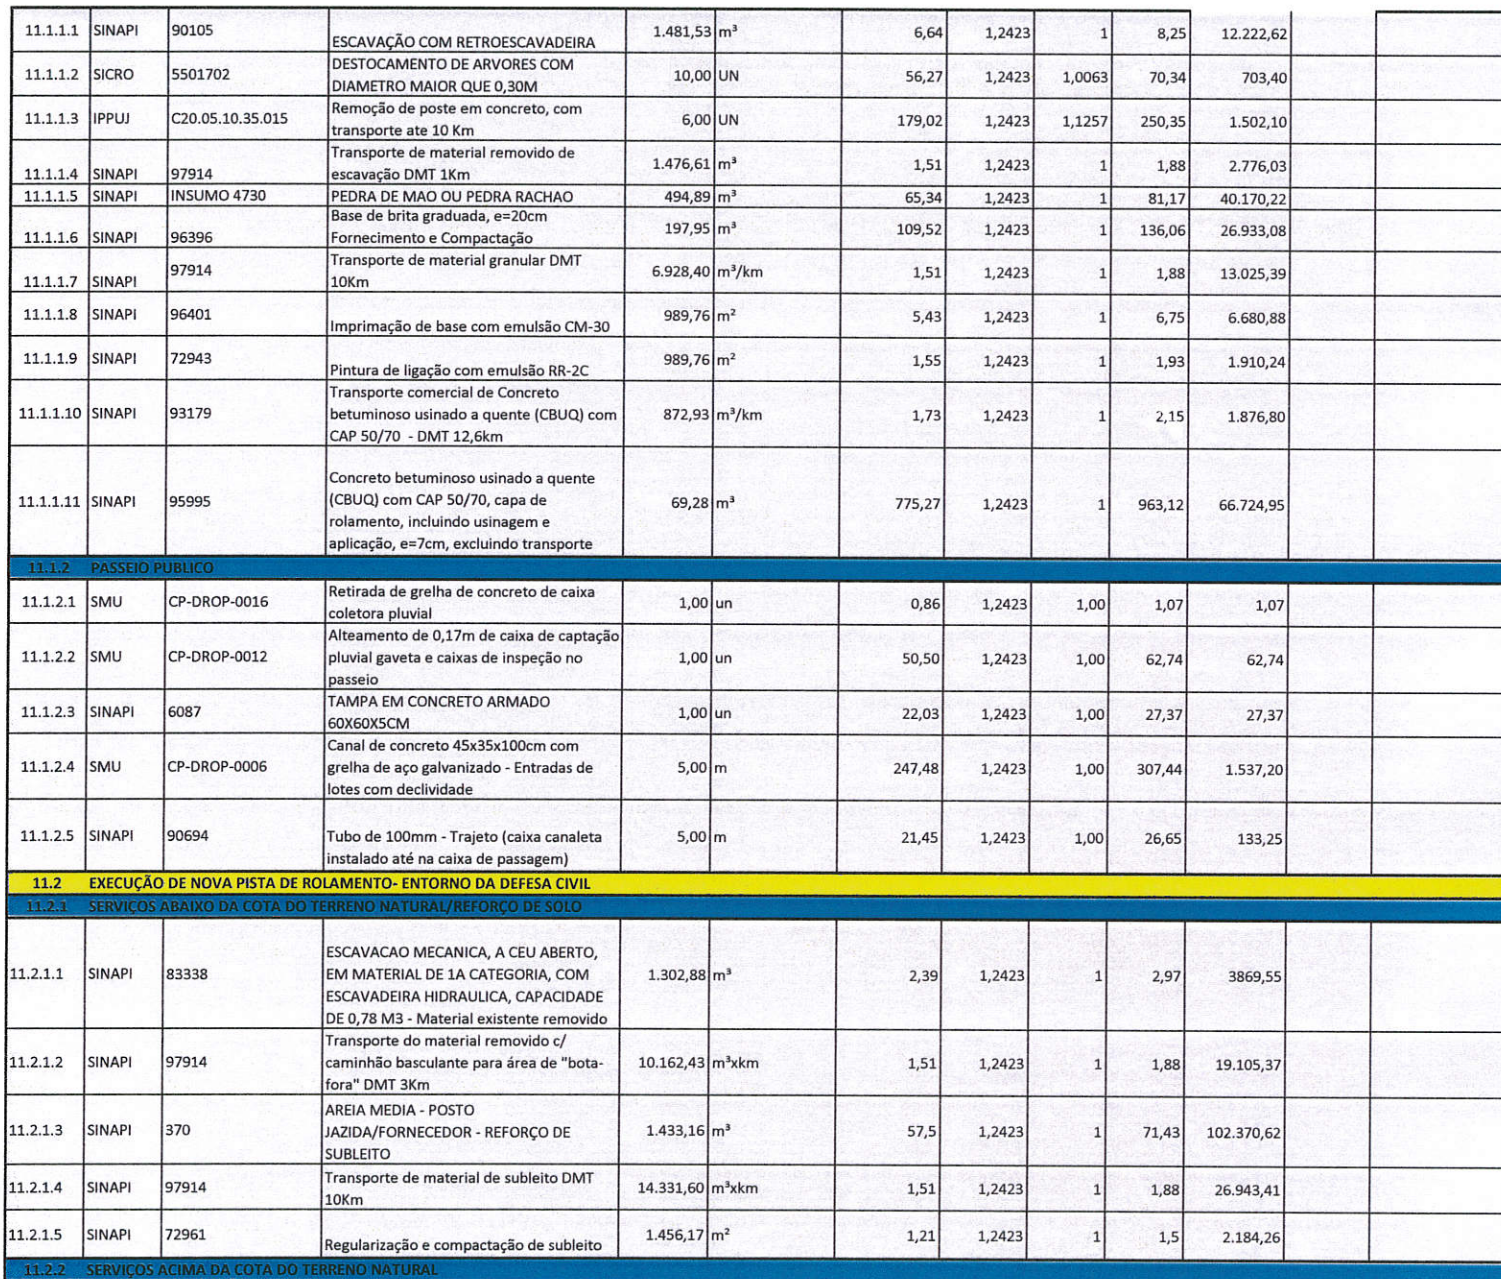 11.1.1.1 SINAPI 90105 ESCAVAÇÃO COM RETROESCAVADEIRA 1.481,53 m³ 6,64 1,2423 1 8,25 12.222,62
11.1.1.2 SICRO 5501702 DESTOCAMENTO DE ARVORES COM
DIAMETRO MAIOR QUE 0,30M 10,00 UN 56,27 1,2423 1,0063 70,34 703,40
11.1.1.3 IPPUJ C20.05.10.35.015 Remoção de poste em concreto, com
transporte ate 10 Km 6,00 UN 179,02 1,2423 1,1257 250,35 1.502,10
11.1.1.4 SINAPI 97914 Transporte de material removido de
escavação DMT 1Km 1.476,61 m³ 1,51 1,2423 1 1,88 2.776,03
11.1.1.5 SINAPI INSUMO 4730 PEDRA DE MAO OU PEDRA RACHAO 494,89 m³ 65,34 1,2423 1 81,17 40.170,22
11.1.1.6 SINAPI 96396 Base de brita graduada, e=20cm
Fornecimento e Compactação 197,95 m³ 109,52 1,2423 1 136,06 26.933,08
11.1.1.7 SINAPI 97914 Transporte de material granular DMT
10Km 6.928,40 m³/km 1,51 1,2423 1 1,88 13.025,39
11.1.1.8 SINAPI 96401 Imprimação de base com emulsão CM-30 989,76 m² 5,43 1,2423 1 6,75 6.680,88
11.1.1.9 SINAPI 72943 Pintura de ligação com emulsão RR-2C 989,76 m² 1,55 1,2423 1 1,93 1.910,24
11.1.1.10 SINAPI 93179 Transporte comercial de Concreto
betuminoso usinado a quente (CBUQ) com
CAP 50/70 - DMT 12,6km 872,93 m³/km 1,73 1,2423 1 2,15 1.876,80
11.1.1.11 SINAPI 95995 Concreto betuminoso usinado a quente
(CBUQ) com CAP 50/70, capa de
rolamento, incluindo usinagem e
aplicação, e=7cm, excluindo transporte 69,28 m³ 775,27 1,2423 1 963,12 66.724,95
11.1.2 PASSEIO PUBLICO
11.1.2.1 SMU CP-DROP-0016 Retirada de grelha de concreto de caixa
coletora pluvial 1,00 un 0,86 1,2423 1,00 1,07 1,07
11.1.2.2 SMU CP-DROP-0012 Alteamento de 0,17m de caixa de captação
pluvial gaveta e caixas de inspeção no
passeio 1,00 un 50,50 1,2423 1,00 62,74 62,74
11.1.2.3 SINAPI 6087 TAMPA EM CONCRETO ARMADO
60X60X5CM 1,00 un 22,03 1,2423 1,00 27,37 27,37
11.1.2.4 SMU CP-DROP-0006 Canal de concreto 45x35x100cm com
grelha de aço galvanizado - Entradas de
lotes com declividade 5,00 m 247,48 1,2423 1,00 307,44 1.537,20
11.1.2.5 SINAPI 90694 Tubo de 100mm - Trajeto (caixa canaleta
instalado até na caixa de passagem) 5,00 m 21,45 1,2423 1,00 26,65 133,25
11.2 EXECUÇÃO DE NOVA PISTA DE ROLAMENTO- ENTORNO DA DEFESA CIVIL
11.2.1 SERVIÇOS ABAIXO DA COTA DO TERRENO NATURAL/REFORÇO DE SOLO
11.2.1.1 SINAPI 83338 ESCAVACAO MECANICA, A CEU ABERTO,
EM MATERIAL DE 1A CATEGORIA, COM
ESCAVADEIRA HIDRAULICA, CAPACIDADE
DE 0,78 M3 - Material existente removido 1.302,88 m³ 2,39 1,2423 1 2,97 3869,55
11.2.1.2 SINAPI 97914 Transporte do material removido c/
caminhão basculante para área de "bota-
fora" DMT 3Km 10.162,43 m³xkm 1,51 1,2423 1 1,88 19.105,37
11.2.1.3 SINAPI 370 AREIA MEDIA - POSTO
JAZIDA/FORNECEDOR - REFORÇO DE
SUBLEITO 1.433,16 m³ 57,5 1,2423 1 71,43 102.370,62
11.2.1.4 SINAPI 97914 Transporte de material de subleito DMT
10Km 14.331,60 m³xkm 1,51 1,2423 1 1,88 26.943,41
11.2.1.5 SINAPI 72961 Regularização e compactação de subleito 1.456,17 m² 1,21 1,2423 1 1,5 2.184,26
11.2.2 SERVIÇOS ACIMA DA COTA DO TERRENO NATURAL